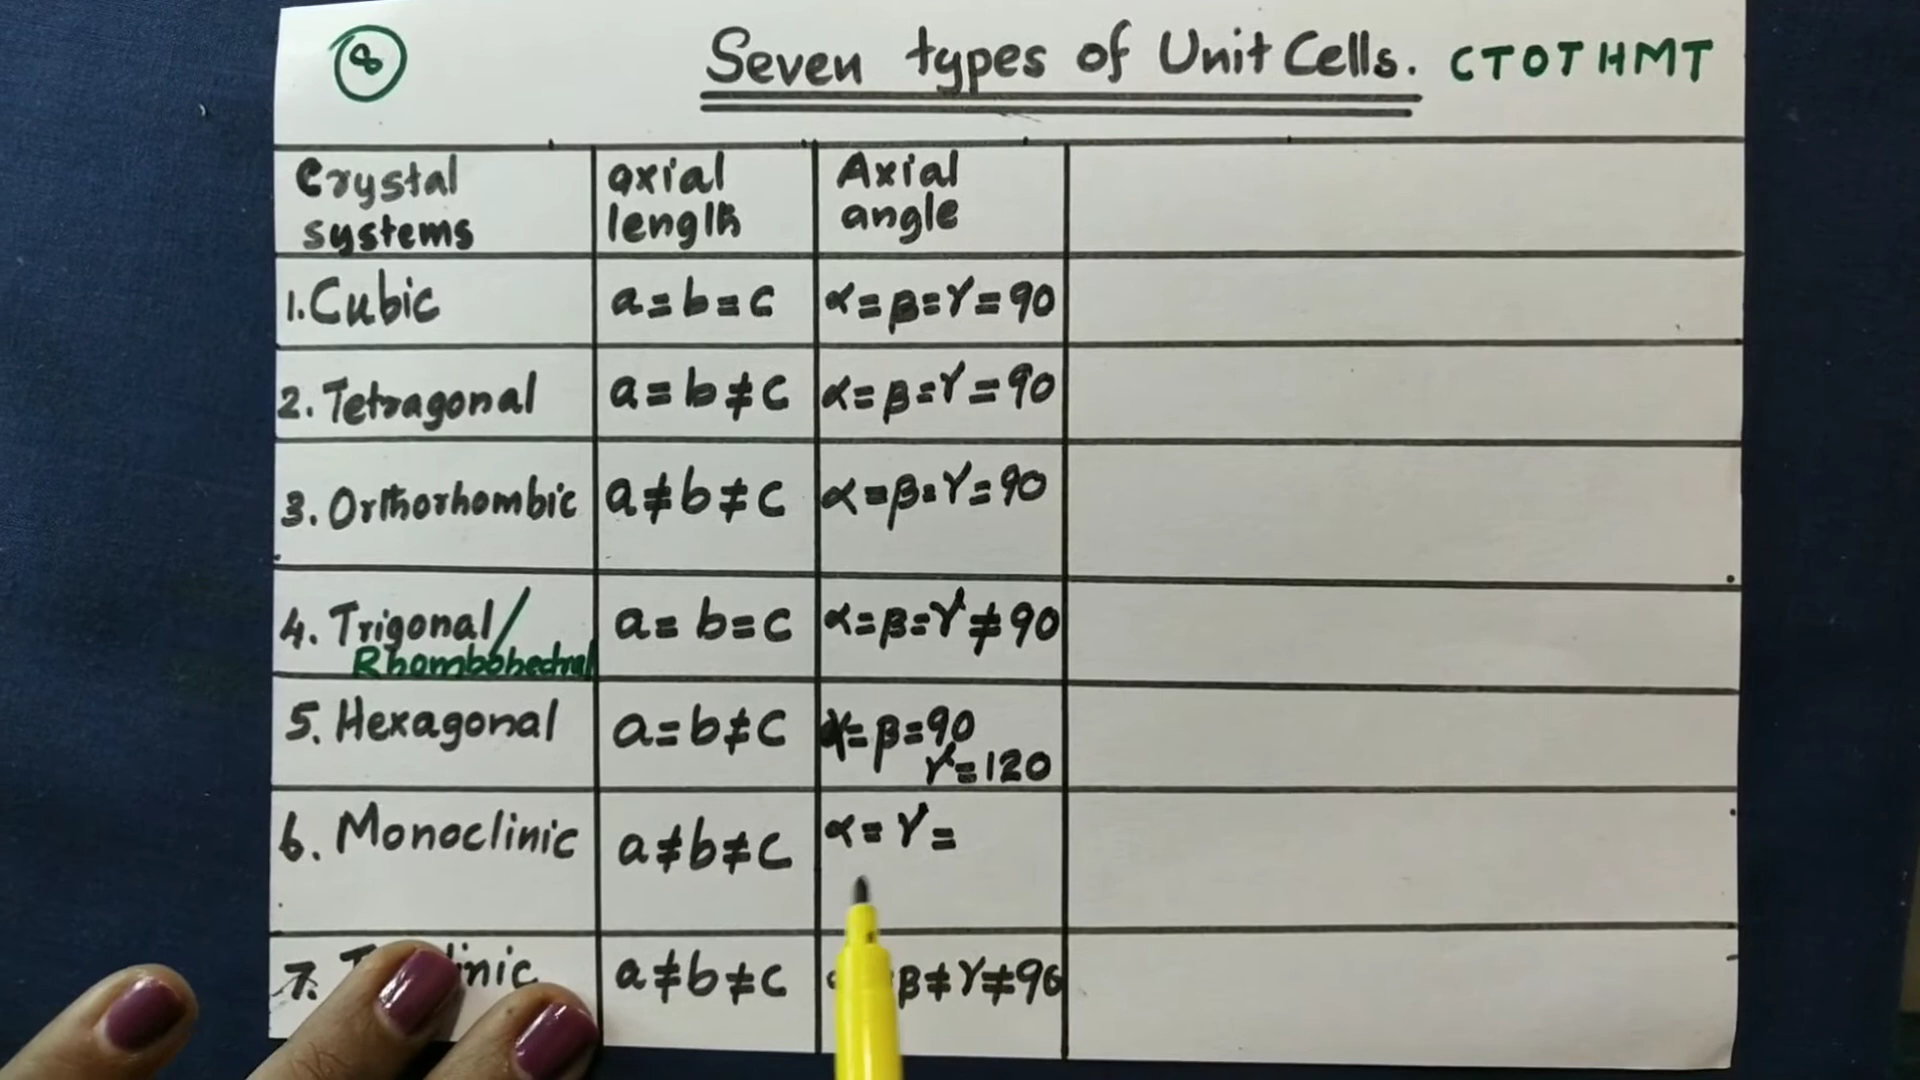 8
Seven types of Unit Cells. CTOTHMT
Crystal systems
axial length
Axial angle
1. Cubic
a = b = c
α = β = γ = 90
2. Tetragonal
a = b ≠ c
α = β = γ = 90
3. Orthorhombic
a ≠ b ≠ c
α = β = γ = 90
4. Trigonal/
Rhombohedral
a = b = c
α = β = γ ≠ 90
5. Hexagonal
a = b ≠ c
α = β = 90
γ = 120
6. Monoclinic
a ≠ b ≠ c
α = γ =
7.
a ≠ b ≠ c
β ≠ γ ≠ 90